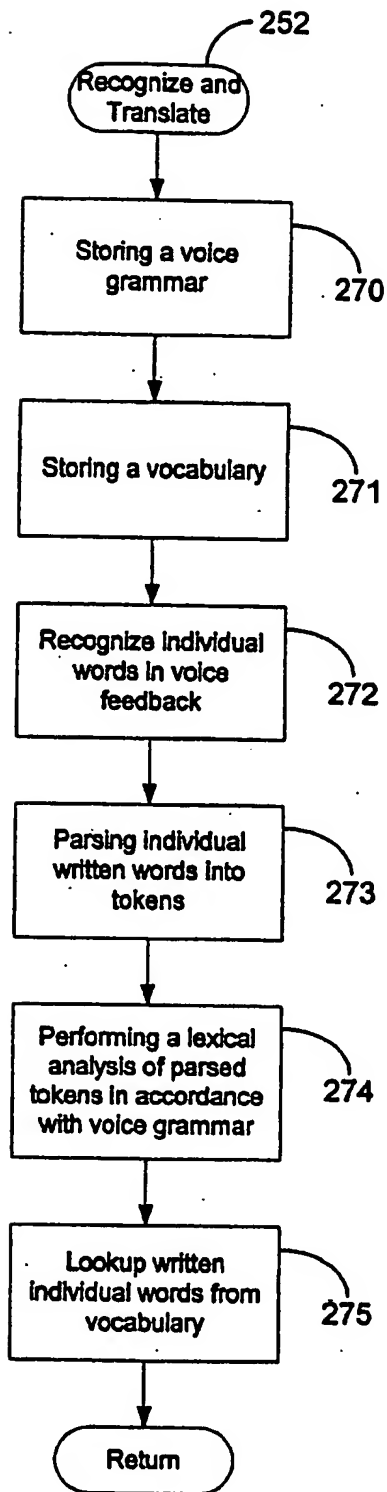 252
Recognize and
Translate
Storing a voice
grammar
270
Storing a vocabulary
271
Recognize individual
words in voice
feedback
272
Parsing individual
written words into
tokens
273
Performing a lexical
analysis of parsed
tokens in accordance
with voice grammar
274
Lookup written
individual words from
vocabulary
275
Return